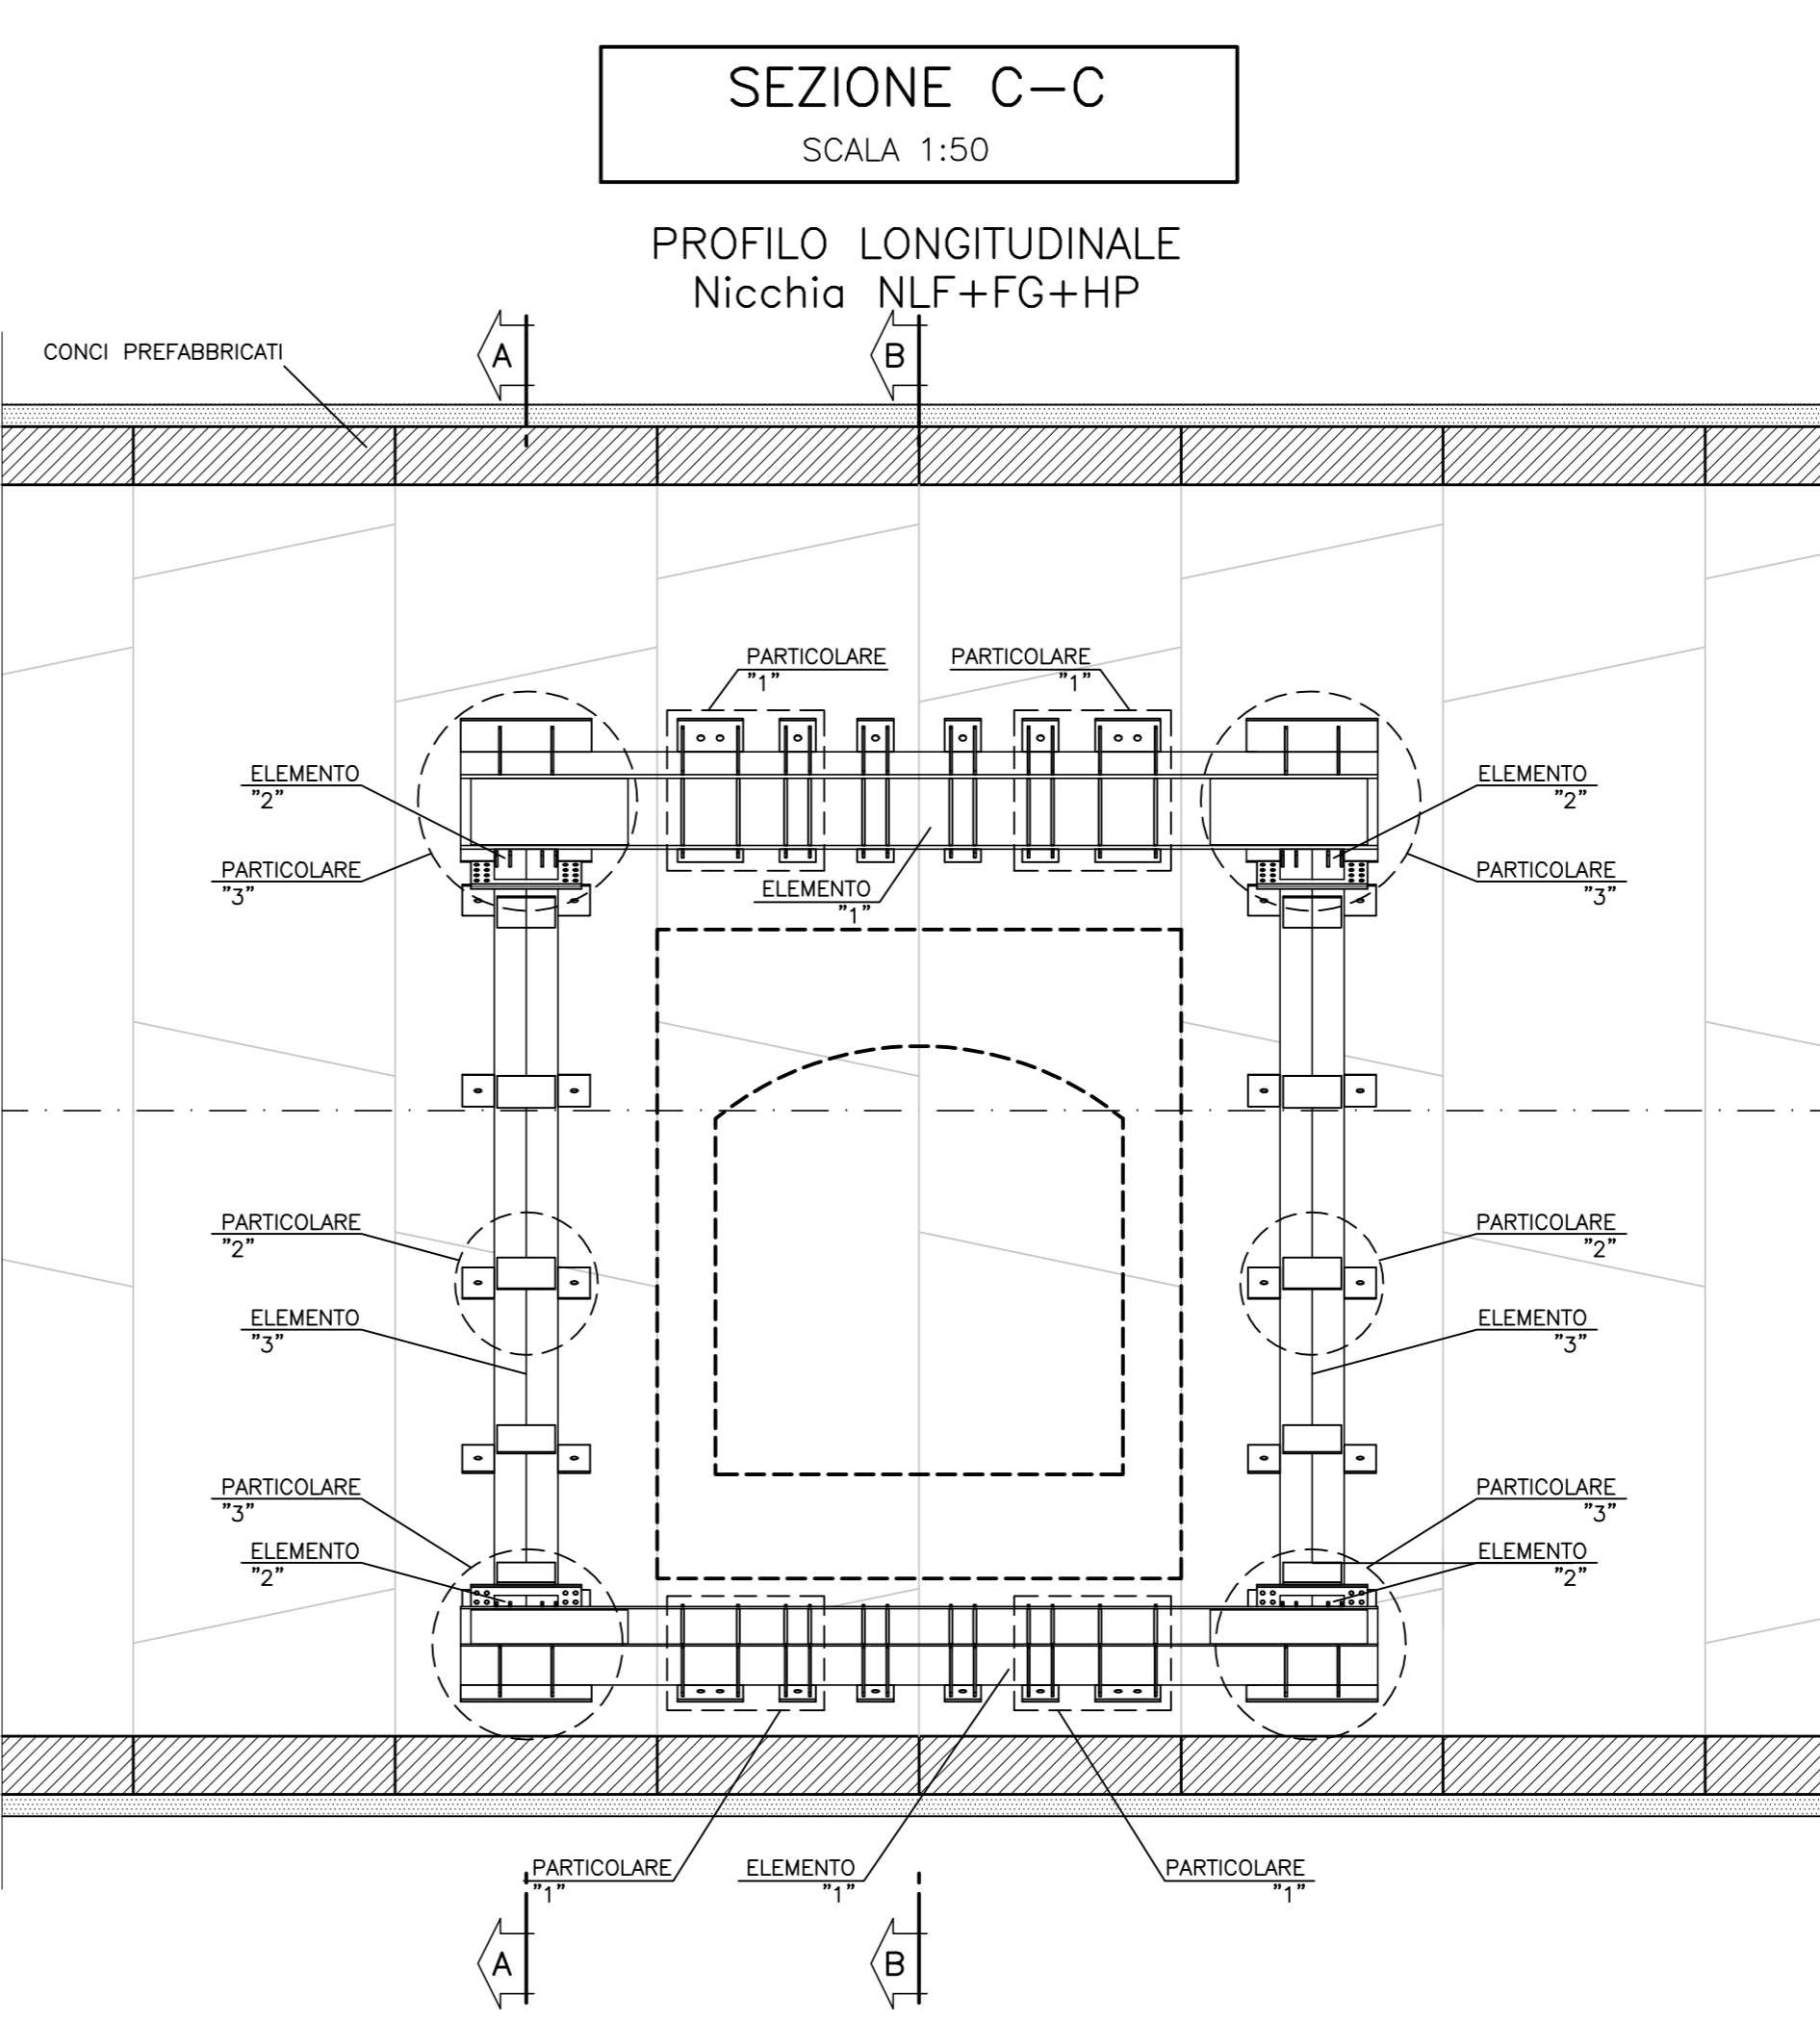 SEZIONE C-C
SCALA 1:50
PROFILO LONGITUDINALE
Nicchia NLF+FG+HP
A
B
CONCI PREFABBRICATI
PARTICOLARE
"1"
PARTICOLARE
"1"
ELEMENTO
"2"
ELEMENTO
"2"
PARTICOLARE
"3"
PARTICOLARE
"3"
ELEMENTO
"1"
PARTICOLARE
"2"
PARTICOLARE
"2"
ELEMENTO
"3"
ELEMENTO
"3"
PARTICOLARE
"3"
PARTICOLARE
"3"
ELEMENTO
"2"
ELEMENTO
"2"
PARTICOLARE
"1"
ELEMENTO
"1"
PARTICOLARE
"1"
A
B